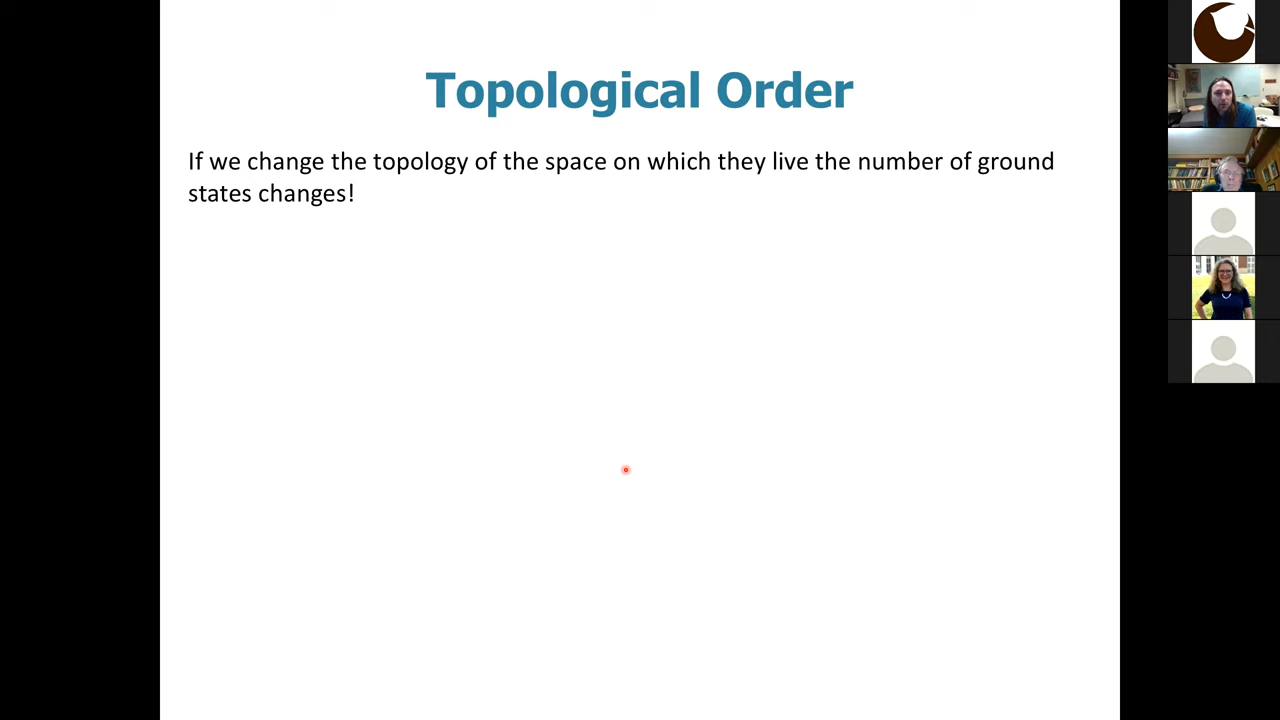 Topological Order
If we change the topology of the space on which they live the number of ground
states changes!